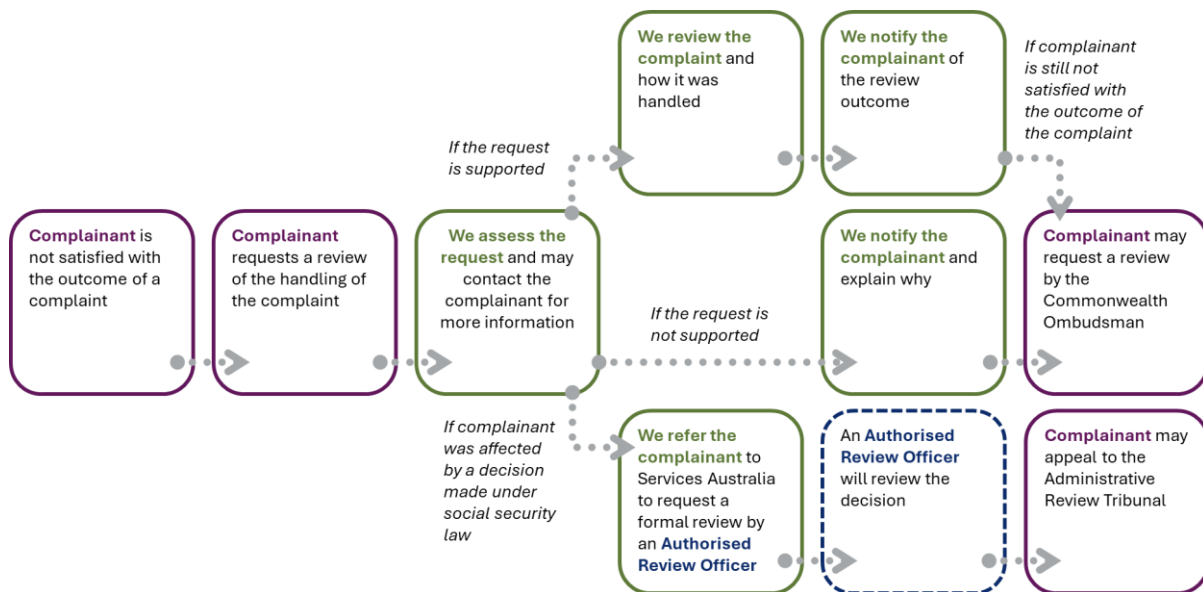 We review the
complaint and
how it was
handled
We notify the
complainant of
the review
outcome
If complainant
is still not
satisfied with
the outcome of
the complaint
If the request
is supported
Complainant is
not satisfied with
the outcome of a
complaint
Complainant
requests a review
of the handling of
the complaint
We assess the
request and may
contact the
complainant for
more information
If the request is
not supported
We notify the
complainant and
explain why
Complainant may
request a review
by the
Commonwealth
Ombudsman
If complainant
was affected
by a decision
made under
social security
law
We refer the
complainant to
Services Australia
to request a
formal review by
an Authorised
Review Officer
An Authorised
Review Officer
will review the
decision
Complainant may
appeal to the
Administrative
Review Tribunal